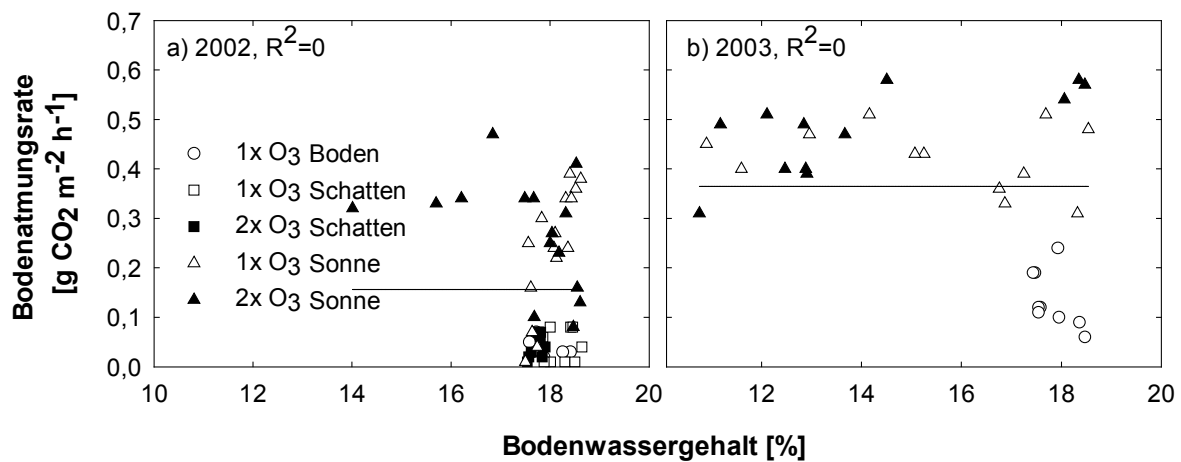 0,7
0,6
0,5
0,4
0,3
0,2
0,1
0,0
Bodenatmungsrate
[g CO2 m-2 h-1]
a) 2002, R2=0
1x O3 Boden
1x O3 Schatten
2x O3 Schatten
1x O3 Sonne
2x O3 Sonne
10 12 14 16 18 20
b) 2003, R2=0
12 14 16 18 20
Bodenwassergehalt [%]